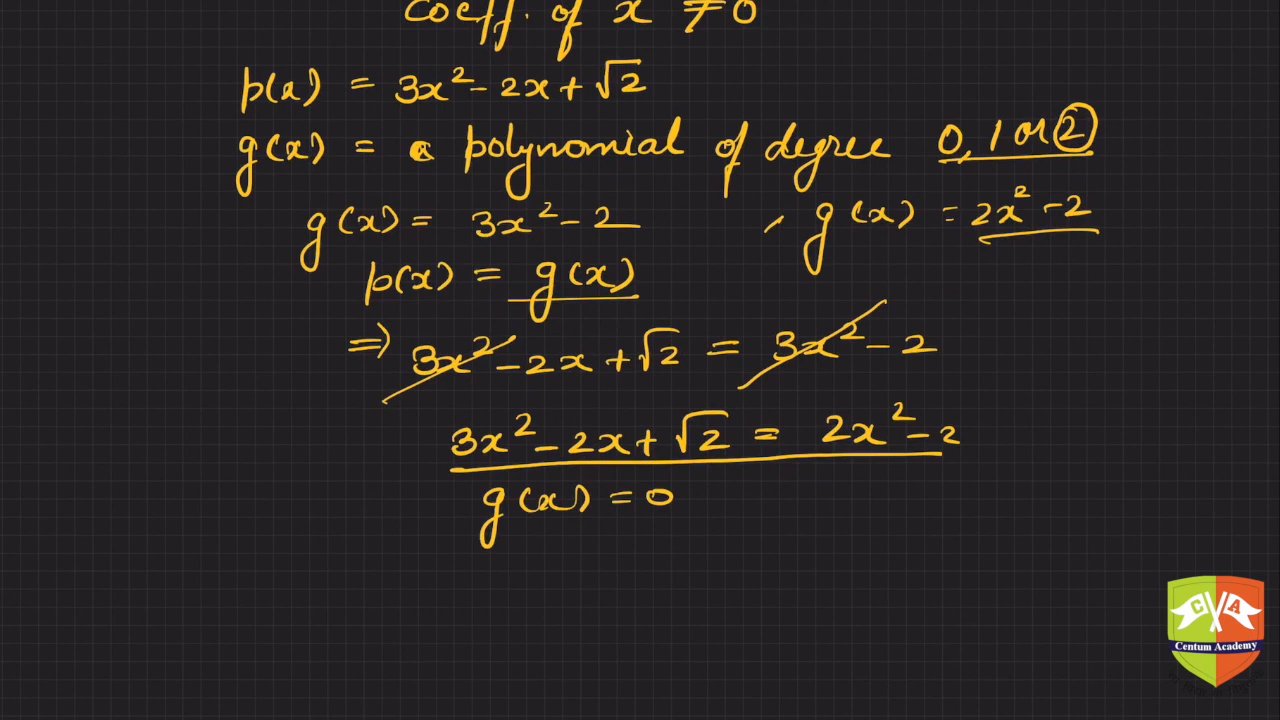 coeff. of x ≠ 0
p(x) = 3x² - 2x + √2
g(x) = a polynomial of degree 0, 1 or 2
g(x) = 3x² - 2 , g(x) = 2x² - 2
p(x) = g(x)
⇒ 3x² - 2x + √2 = 3x² - 2
3x² - 2x + √2 = 2x² - 2
g(x) = 0
CA
Centum Academy